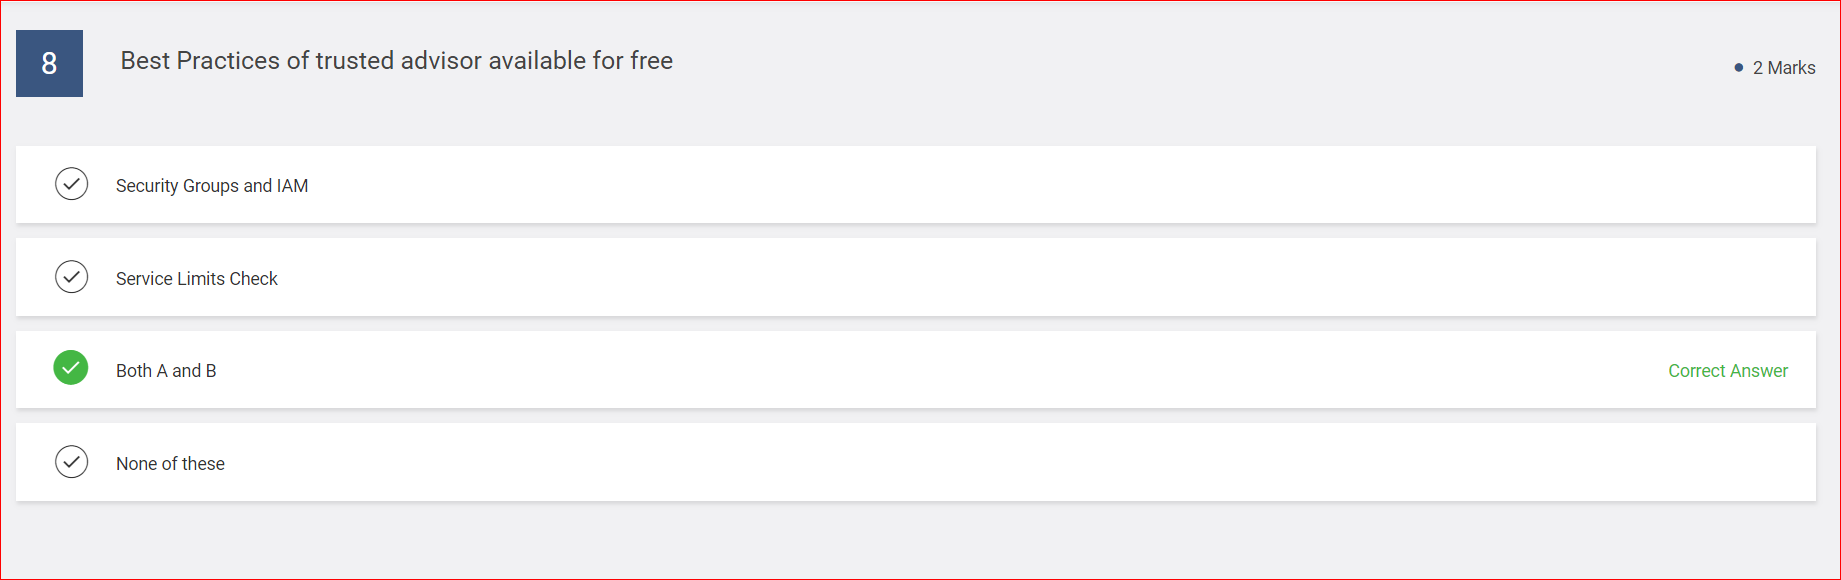 8
Best Practices of trusted advisor available for free
2 Marks
Security Groups and IAM
Service Limits Check
Both A and B
Correct Answer
None of these